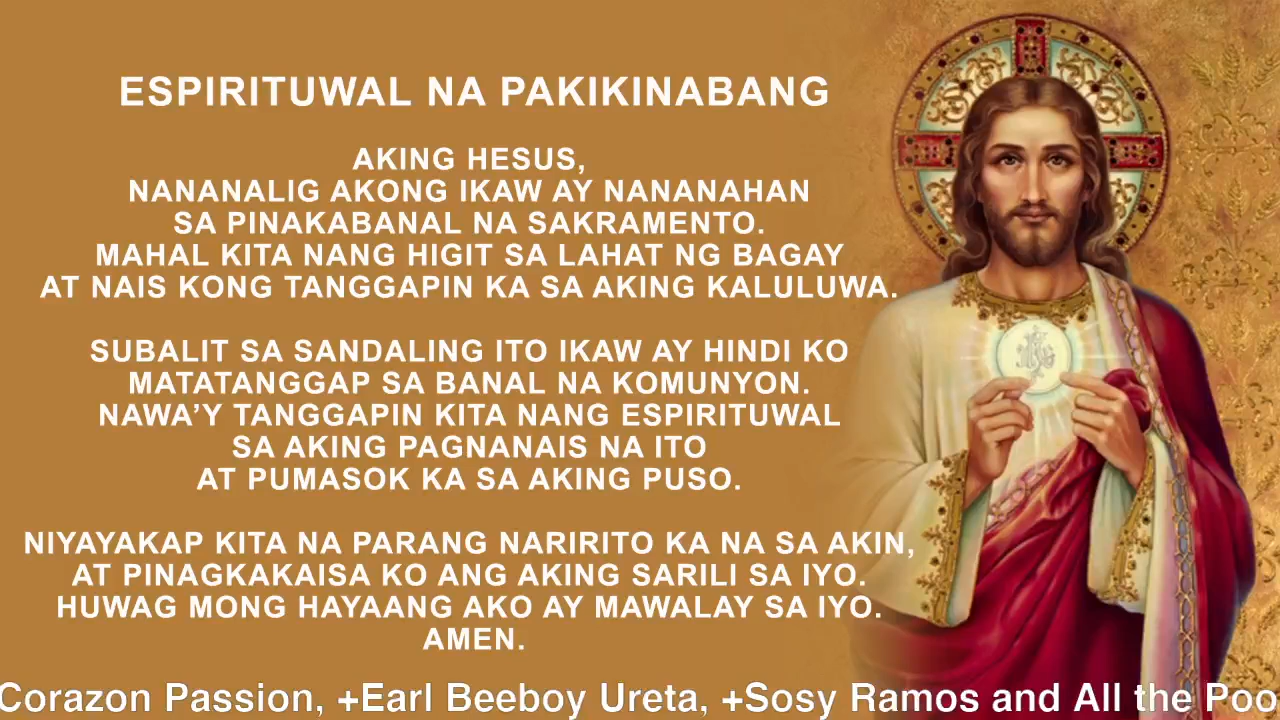 ESPIRITUWAL NA PAKIKINABANG
AKING HESUS,
NANANALIG AKONG IKAW AY NANANAHAN
SA PINAKABANAL NA SAKRAMENTO.
MAHAL KITA NANG HIGIT SA LAHAT NG BAGAY
AT NAIS KONG TANGGAPIN KA SA AKING KALULUWA.
SUBALIT SA SANDALING ITO IKAW AY HINDI KO
MATATANGGAP SA BANAL NA KOMUNYON.
NAWA’Y TANGGAPIN KITA NANG ESPIRITUWAL
SA AKING PAGNANAIS NA ITO
AT PUMASOK KA SA AKING PUSO.
NIYAYAKAP KITA NA PARANG NARIRITO KA NA SA AKIN,
AT PINAGKAKAISA KO ANG AKING SARILI SA IYO.
HUWAG MONG HAYAANG AKO AY MAWALAY SA IYO.
AMEN.
Corazon Passion, +Earl Beeboy Ureta, +Sosy Ramos and All the Poo